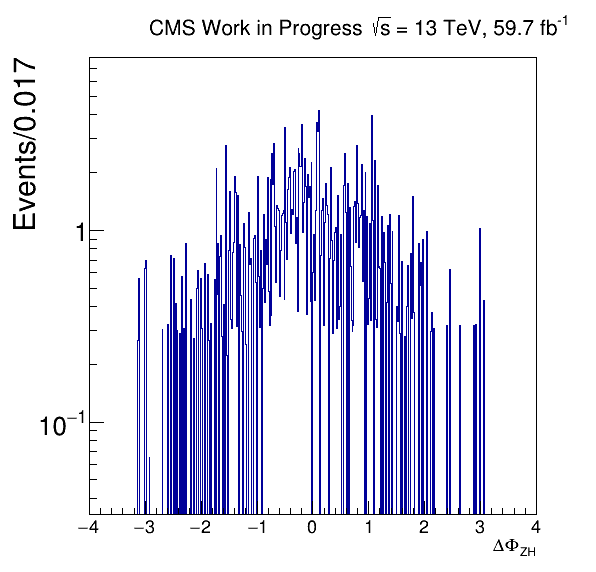 CMS Work in Progress √s = 13 TeV, 59.7 fb⁻¹
Events/0.017
1
10⁻¹
−4 −3 −2 −1 0 1 2 3 4
ΔΦ_ZH